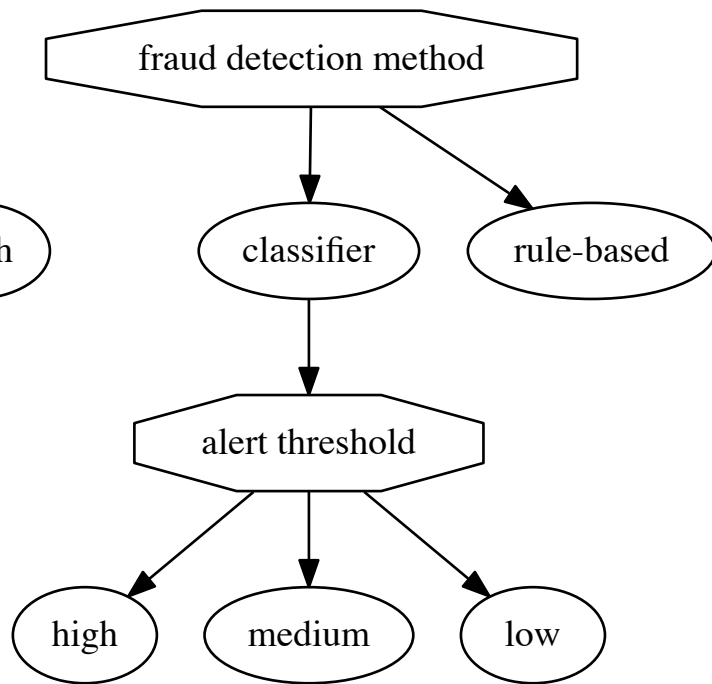 fraud detection method
classifier
rule-based
alert threshold
high
medium
low